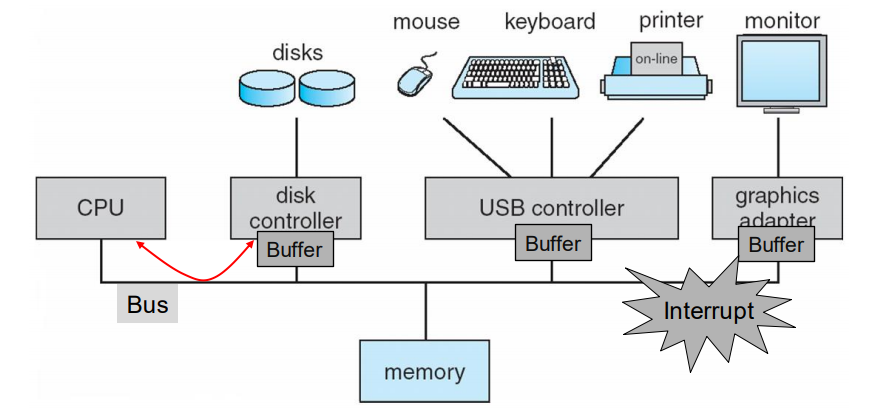 mouse
keyboard
printer
monitor
disks
on-line
CPU
disk
controller
USB controller
graphics
adapter
Buffer
Buffer
Buffer
Bus
Interrupt
memory